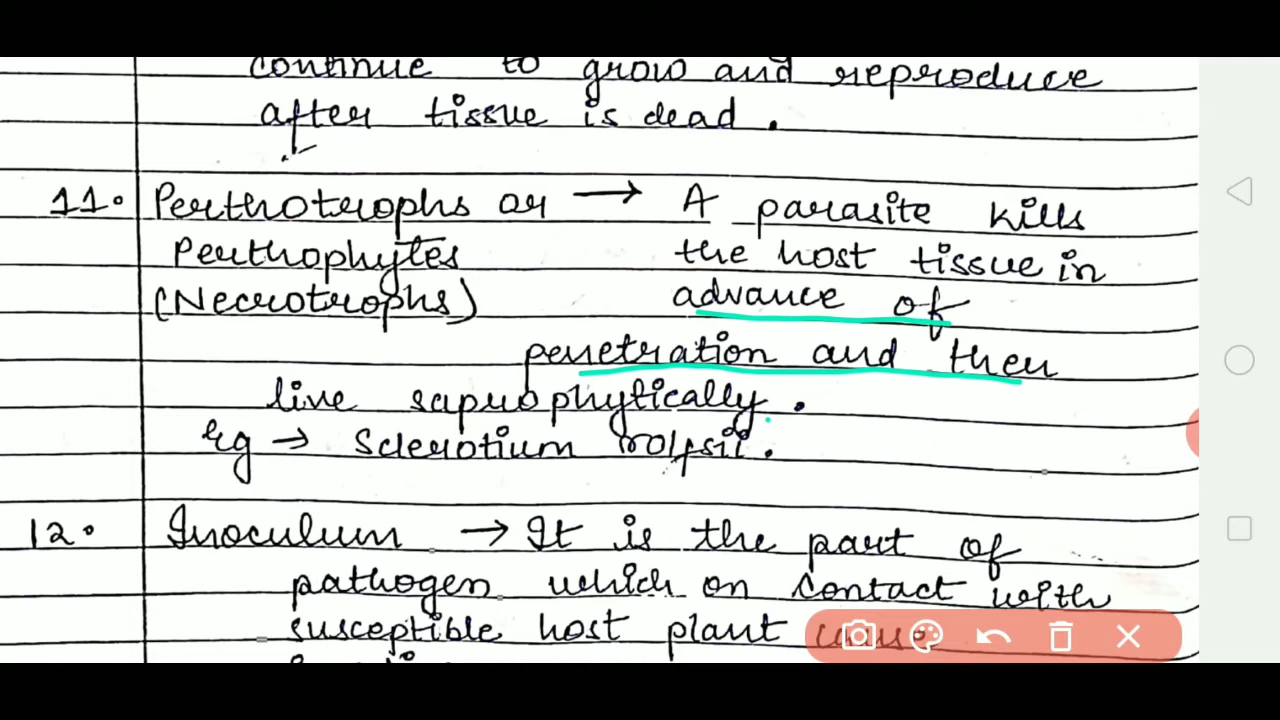 continue to grow and reproduce
after tissue is dead.
11. Perthotrophs or → A parasite kills
Perthophytes the host tissue in
(Necrotrophs) advance of
penetration and then
live saprophytically.
Eg → Sclerotium rolfsii.
12. Inoculum → It is the part of
pathogen which on contact with
susceptible host plant cause